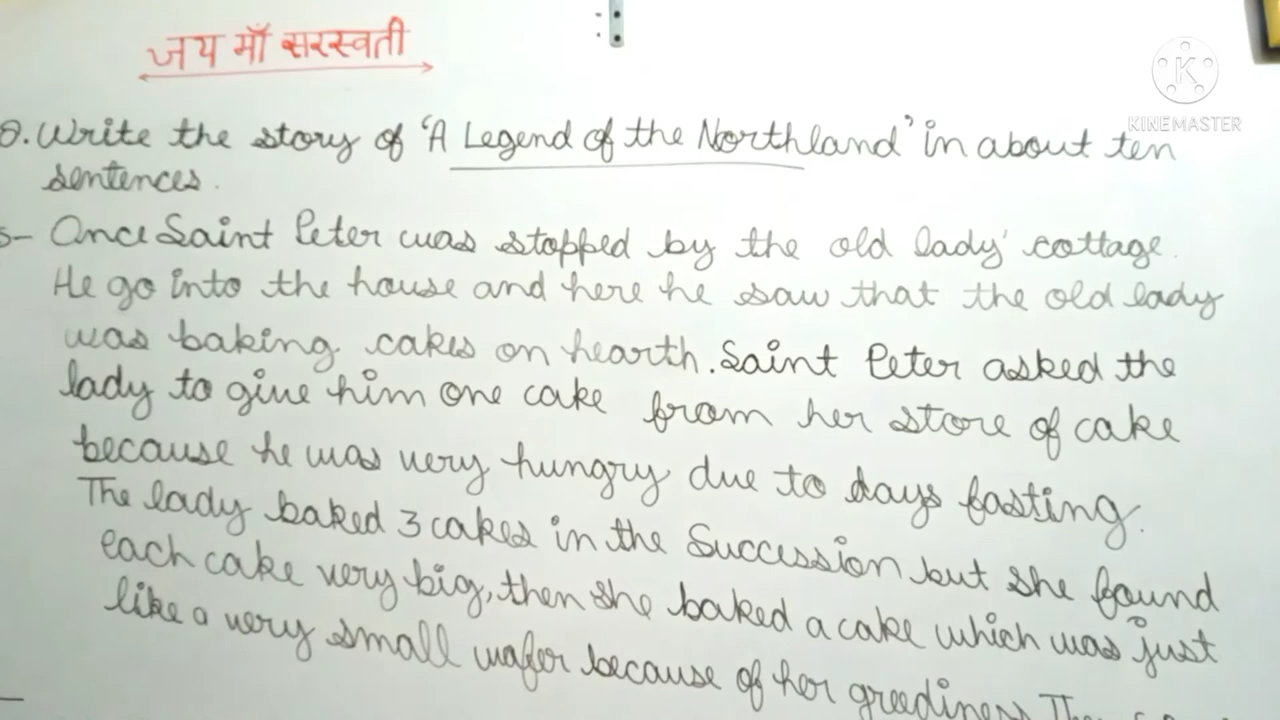 जय माँ सरस्वती
KINEMASTER
Q. Write the story of 'A Legend of the Northland' in about ten
sentences.
s- Once Saint Peter was stopped by the old lady' cottage.
He go into the house and here he saw that the old lady
was baking cakes on hearth. Saint Peter asked the
lady to give him one cake from her store of cake
because he was very hungry due to days fasting.
The lady baked 3 cakes in the Succession but she found
each cake very big, then she baked a cake which was just
like a very small wafer because of her greediness